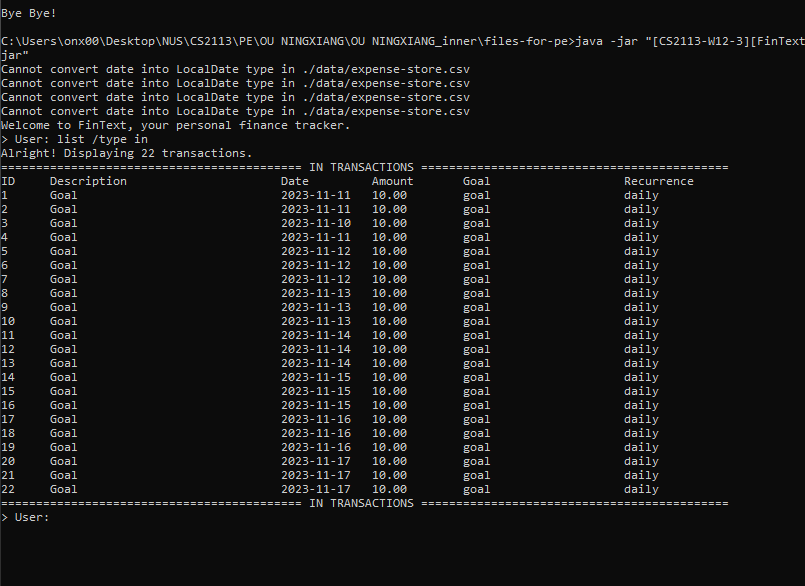 Bye Bye!
C:\Users\onx00\Desktop\NUS\CS2113\PE\OU NINGXIANG\OU NINGXIANG_inner\files-for-pe>java -jar "[CS2113-W12-3][FinText
jar"
Cannot convert date into LocalDate type in ./data/expense-store.csv
Cannot convert date into LocalDate type in ./data/expense-store.csv
Cannot convert date into LocalDate type in ./data/expense-store.csv
Cannot convert date into LocalDate type in ./data/expense-store.csv
Welcome to FinText, your personal finance tracker.
> User: list /type in
Alright! Displaying 22 transactions.
=========================================== IN TRANSACTIONS ============================================
ID Description Date Amount Goal Recurrence
1 Goal 2023-11-11 10.00 goal daily
2 Goal 2023-11-11 10.00 goal daily
3 Goal 2023-11-10 10.00 goal daily
4 Goal 2023-11-11 10.00 goal daily
5 Goal 2023-11-12 10.00 goal daily
6 Goal 2023-11-12 10.00 goal daily
7 Goal 2023-11-12 10.00 goal daily
8 Goal 2023-11-13 10.00 goal daily
9 Goal 2023-11-13 10.00 goal daily
10 Goal 2023-11-13 10.00 goal daily
11 Goal 2023-11-14 10.00 goal daily
12 Goal 2023-11-14 10.00 goal daily
13 Goal 2023-11-14 10.00 goal daily
14 Goal 2023-11-15 10.00 goal daily
15 Goal 2023-11-15 10.00 goal daily
16 Goal 2023-11-15 10.00 goal daily
17 Goal 2023-11-16 10.00 goal daily
18 Goal 2023-11-16 10.00 goal daily
19 Goal 2023-11-16 10.00 goal daily
20 Goal 2023-11-17 10.00 goal daily
21 Goal 2023-11-17 10.00 goal daily
22 Goal 2023-11-17 10.00 goal daily
=========================================== IN TRANSACTIONS ============================================
> User: